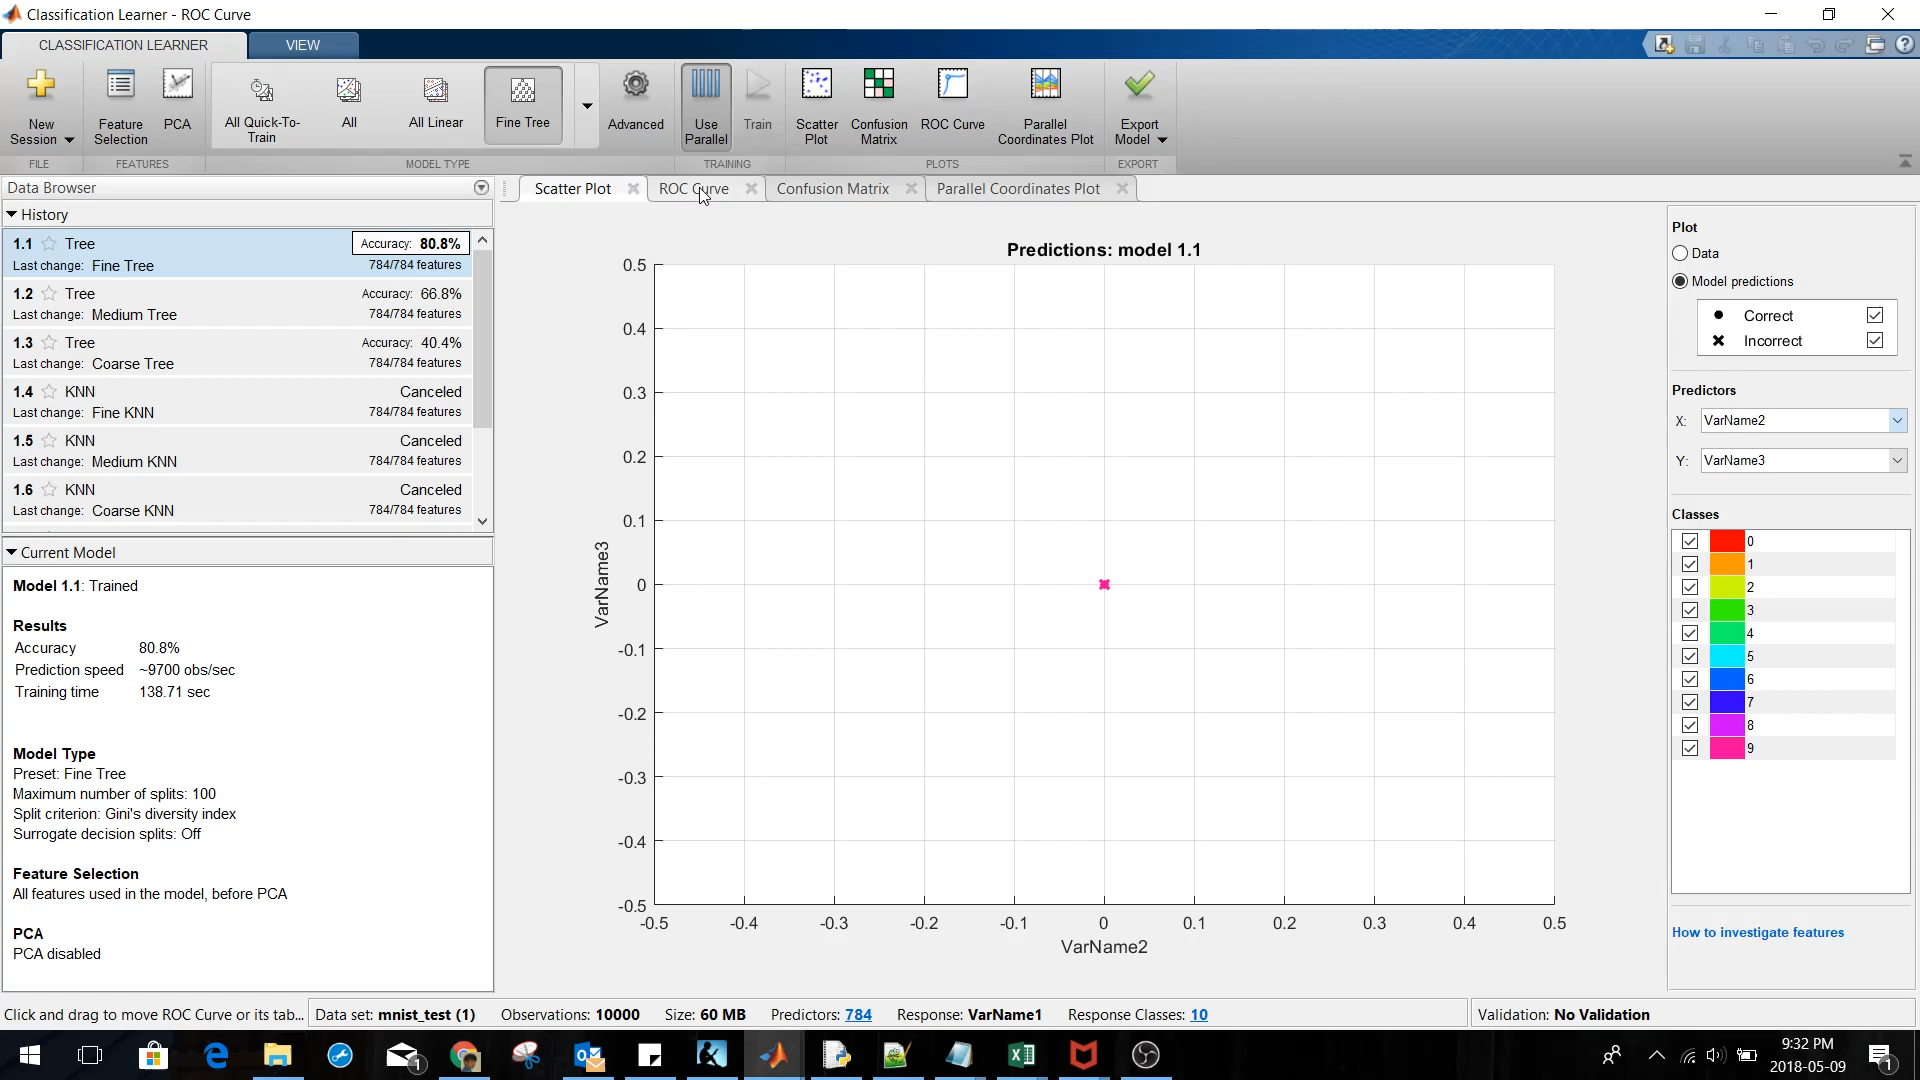 Classification Learner - ROC Curve
CLASSIFICATION LEARNER VIEW
New Session
Feature Selection
PCA
All Quick-To-Train
All
All Linear
Fine Tree
Advanced
Use Parallel
Train
Scatter Plot
Confusion Matrix
ROC Curve
Parallel Coordinates Plot
Export Model
FILE FEATURES MODEL TYPE TRAINING PLOTS EXPORT
Data Browser
Scatter Plot ROC Curve Confusion Matrix Parallel Coordinates Plot
History
1.1 Tree Accuracy: 80.8%
Last change: Fine Tree 784/784 features
1.2 Tree Accuracy: 66.8%
Last change: Medium Tree 784/784 features
1.3 Tree Accuracy: 40.4%
Last change: Coarse Tree 784/784 features
1.4 KNN Canceled
Last change: Fine KNN 784/784 features
1.5 KNN Canceled
Last change: Medium KNN 784/784 features
1.6 KNN Canceled
Last change: Coarse KNN 784/784 features
Current Model
Model 1.1: Trained
Results
Accuracy 80.8%
Prediction speed ~9700 obs/sec
Training time 138.71 sec
Model Type
Preset: Fine Tree
Maximum number of splits: 100
Split criterion: Gini's diversity index
Surrogate decision splits: Off
Feature Selection
All features used in the model, before PCA
PCA
PCA disabled
Predictions: model 1.1
0.5
0.4
0.3
0.2
0.1
0
-0.1
-0.2
-0.3
-0.4
-0.5
VarName3
-0.5 -0.4 -0.3 -0.2 -0.1 0 0.1 0.2 0.3 0.4 0.5
VarName2
Plot
Data
Model predictions
Correct
Incorrect
Predictors
X: VarName2
Y: VarName3
Classes
0
1
2
3
4
5
6
7
8
9
How to investigate features
Click and drag to move ROC Curve or its tab... Data set: mnist_test (1) Observations: 10000 Size: 60 MB Predictors: 784 Response: VarName1 Response Classes: 10 Validation: No Validation
1
9:32 PM
2018-05-09
1